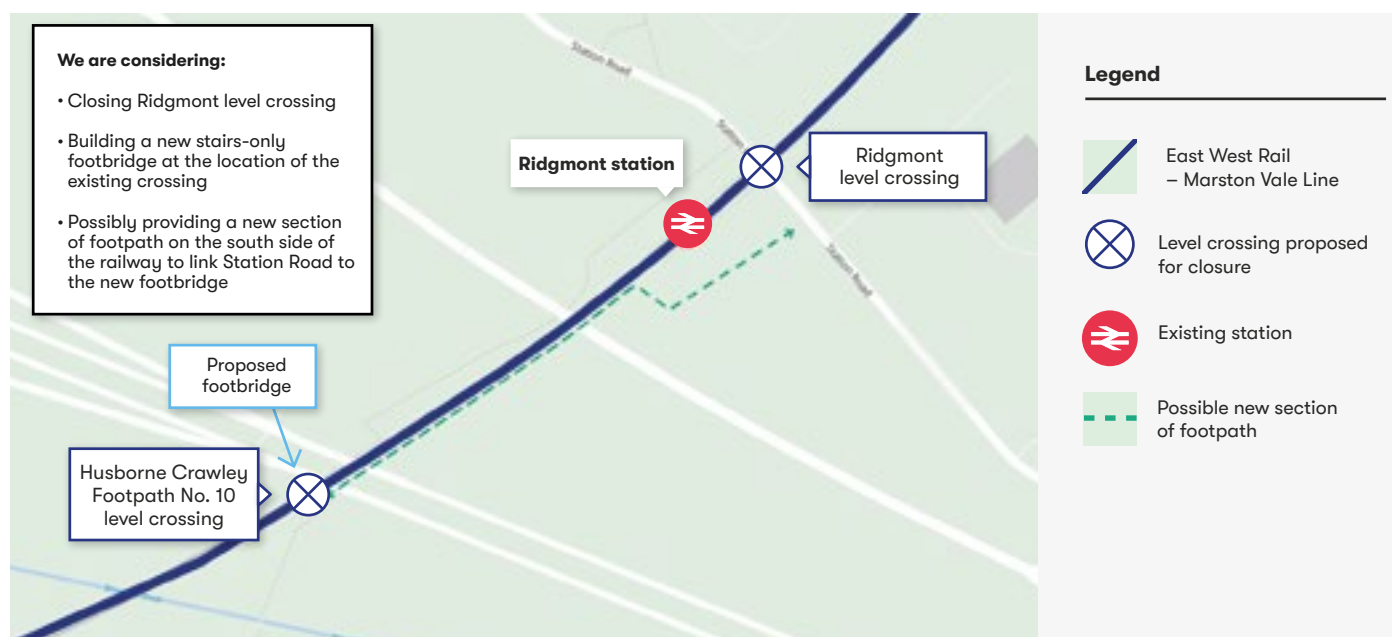 We are considering:
• Closing Ridgmont level crossing
• Building a new stairs-only
footbridge at the location of the
existing crossing
• Possibly providing a new section
of footpath on the south side of
the railway to link Station Road to
the new footbridge
Station Road
Station
Ridgmont station
Ridgmont
level crossing
Station Road
Proposed
footbridge
Husborne Crawley
Footpath No. 10
level crossing
Legend
East West Rail
– Marston Vale Line
Level crossing proposed
for closure
Existing station
Possible new section
of footpath